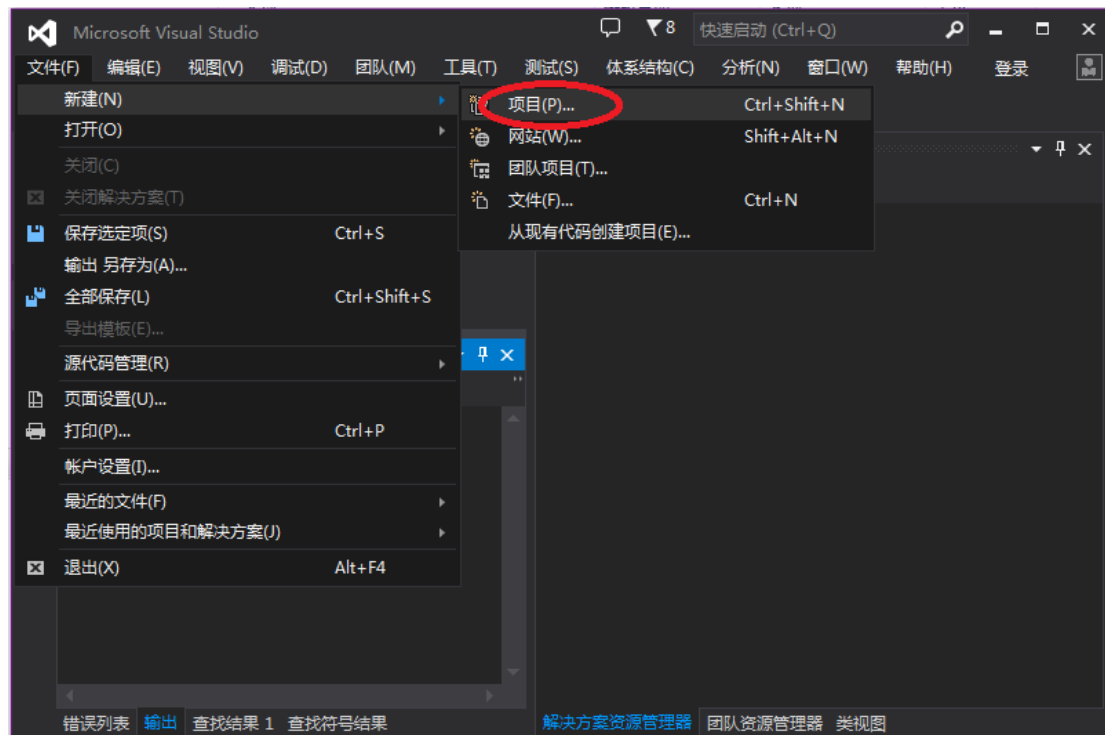 Microsoft Visual Studio 8 快速启动 (Ctrl+Q)
文件(F) 编辑(E) 视图(V) 调试(D) 团队(M) 工具(T) 测试(S) 体系结构(C) 分析(N) 窗口(W) 帮助(H) 登录
新建(N)
打开(O)
关闭(C)
关闭解决方案(T)
保存选定项(S) Ctrl+S
输出 另存为(A)...
全部保存(L) Ctrl+Shift+S
导出模板(E)...
源代码管理(R)
页面设置(U)...
打印(P)... Ctrl+P
帐户设置(I)...
最近的文件(F)
最近使用的项目和解决方案(J)
退出(X) Alt+F4
项目(P)... Ctrl+Shift+N
网站(W)... Shift+Alt+N
团队项目(T)...
文件(F)... Ctrl+N
从现有代码创建项目(E)...
错误列表 输出 查找结果 1 查找符号结果
解决方案资源管理器 团队资源管理器 类视图